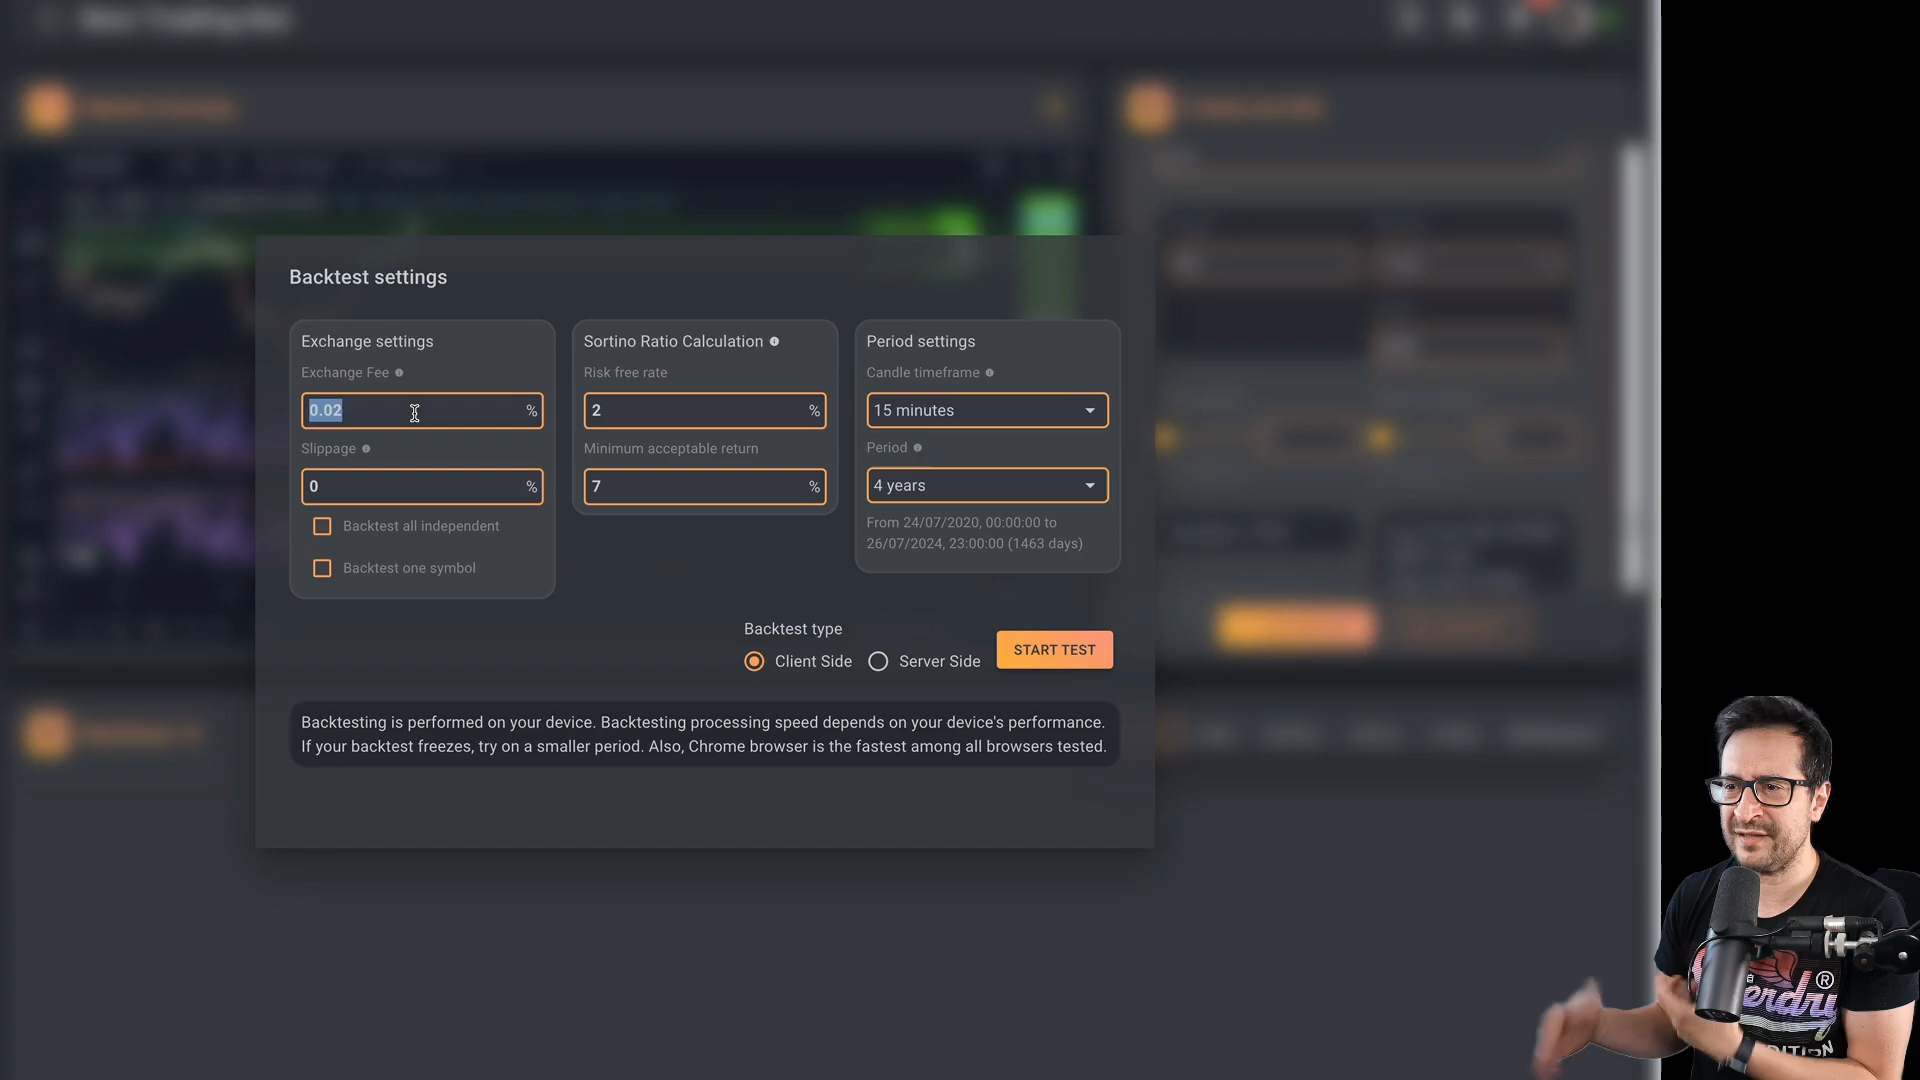 Backtest settings
Exchange settings
Exchange Fee
0.02 %
Slippage
0 %
Backtest all independent
Backtest one symbol
Sortino Ratio Calculation
Risk free rate
2 %
Minimum acceptable return
7 %
Period settings
Candle timeframe
15 minutes
Period
4 years
From 24/07/2020, 00:00:00 to
26/07/2024, 23:00:00 (1463 days)
Backtest type
Client Side
Server Side
START TEST
Backtesting is performed on your device. Backtesting processing speed depends on your device's performance.
If your backtest freezes, try on a smaller period. Also, Chrome browser is the fastest among all browsers tested.